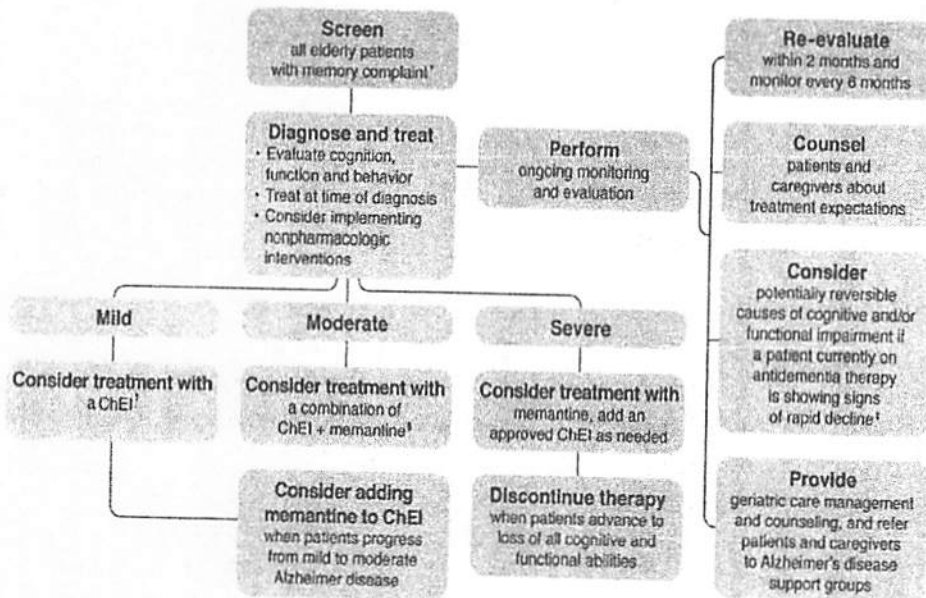 Screen
all elderly patients
with memory complaint*
Diagnose and treat
• Evaluate cognition,
function and behavior
• Treat at time of diagnosis
• Consider implementing
nonpharmacologic
interventions
Perform
ongoing monitoring
and evaluation
Re-evaluate
within 2 months and
monitor every 6 months
Counsel
patients and
caregivers about
treatment expectations
Consider
potentially reversible
causes of cognitive and/or
functional impairment if
a patient currently on
antidementia therapy
is showing signs
of rapid decline‡
Provide
geriatric care management
and counseling, and refer
patients and caregivers
to Alzheimer's disease
support groups
Mild
Consider treatment with
a ChEI†
Moderate
Consider treatment with
a combination of
ChEI + memantine§
Consider adding
memantine to ChEI
when patients progress
from mild to moderate
Alzheimer disease
Severe
Consider treatment with
memantine, add an
approved ChEI as needed
Discontinue therapy
when patients advance to
loss of all cognitive and
functional abilities